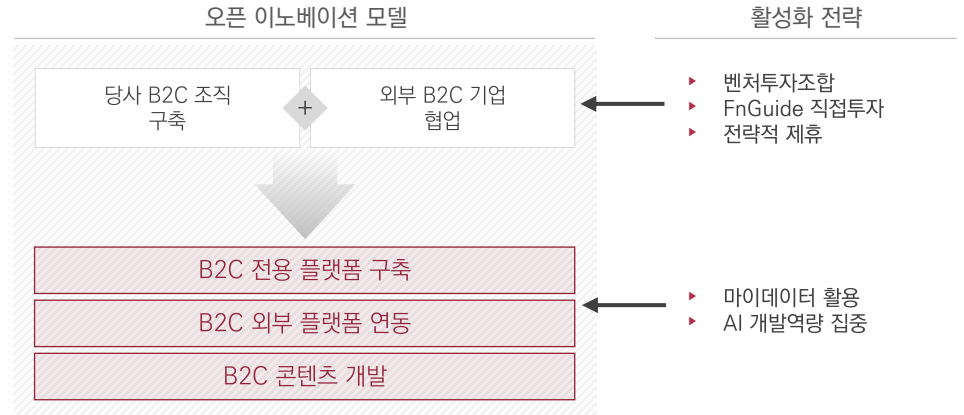 오픈 이노베이션 모델
활성화 전략
당사 B2C 조직
구축
+
외부 B2C 기업
협업
벤처투자조합
FnGuide 직접투자
전략적 제휴
B2C 전용 플랫폼 구축
B2C 외부 플랫폼 연동
B2C 콘텐츠 개발
마이데이터 활용
AI 개발역량 집중